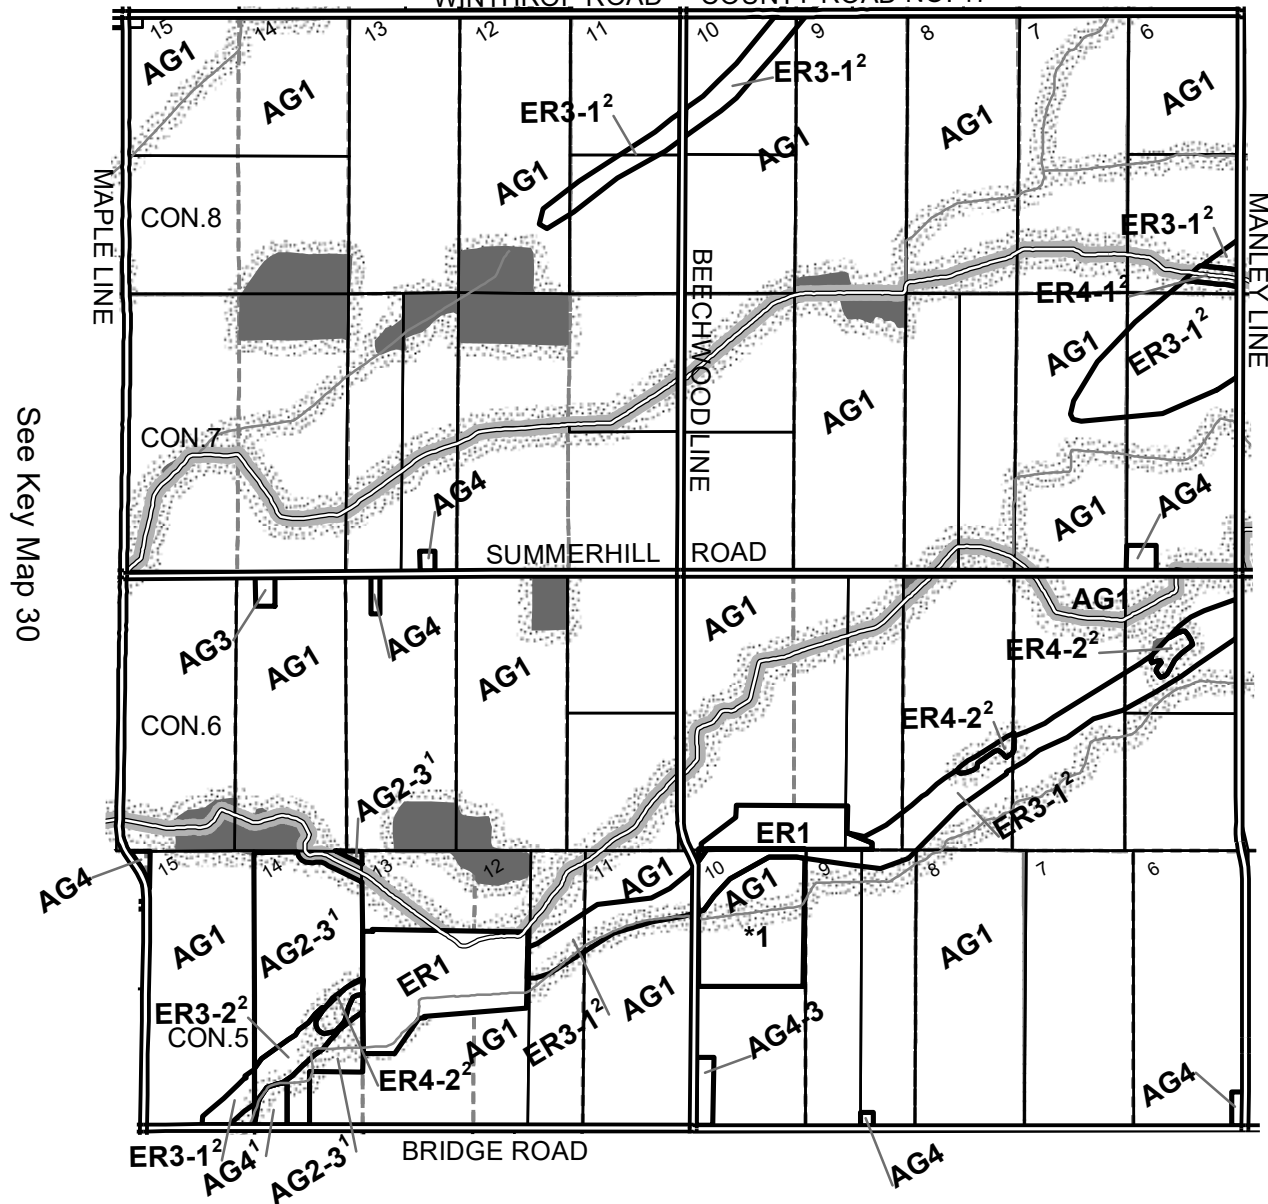 WINTHROP ROAD COUNTY ROAD NORTH
15 14 13 12 11 10 9 8 7 6
AG1
AG1
ER3-1²
ER3-1²
AG1
AG1
AG1
AG1
MAPLE LINE
CON.8
BEECHWOOD LINE
MANLEY LINE
ER3-1²
ER4-1²
AG1
ER3-1²
AG1
See Key Map 30
CON.7
AG4
AG1
AG4
SUMMERHILL ROAD
AG3
AG1
AG4
AG1
AG1
AG1
ER4-2²
CON.6
ER4-2²
AG2-3¹
ER1
ER3-1²
AG4
15 14 13 12 11 10 9 8 7 6
AG1
AG1
*1
AG1
AG2-3¹
ER1
AG1
AG1
ER3-2²
CON.5
AG1
ER3-1²
AG4-3
ER4-2²
AG4
ER3-1²
AG4¹
AG2-3¹
BRIDGE ROAD
AG4